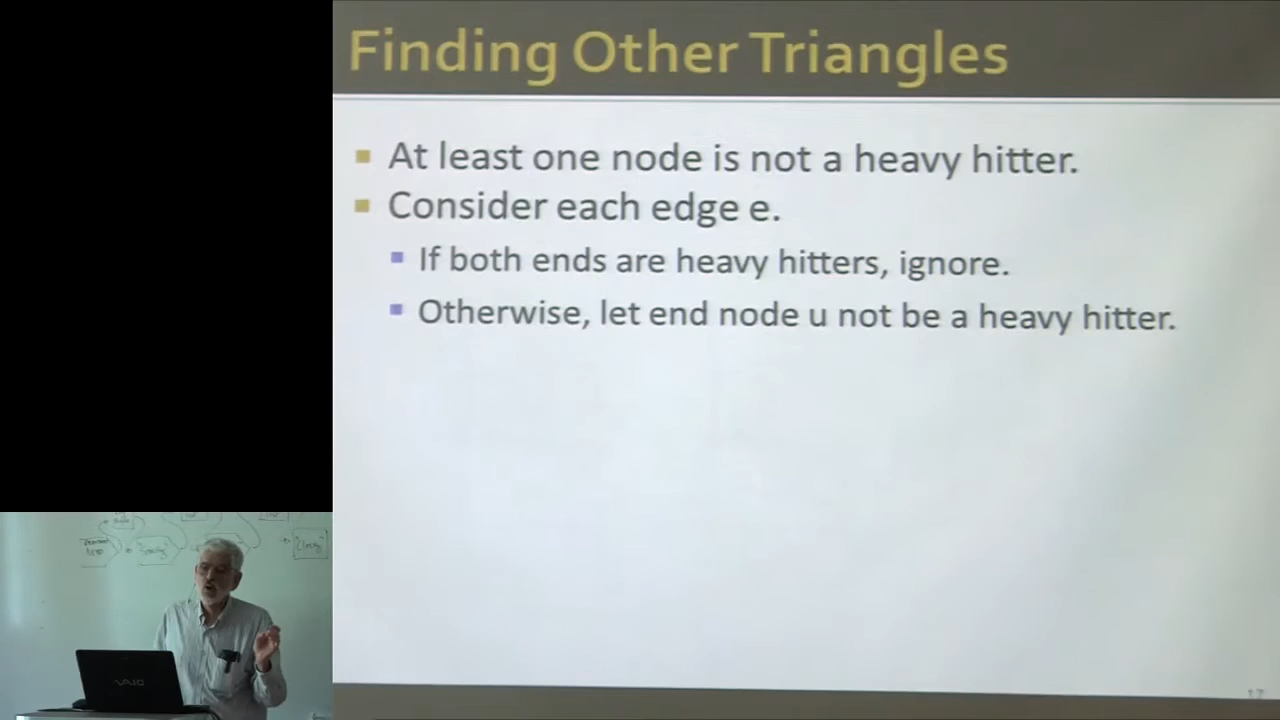 Finding Other Triangles
At least one node is not a heavy hitter.
Consider each edge e.
If both ends are heavy hitters, ignore.
Otherwise, let end node u not be a heavy hitter.
17
VAIO